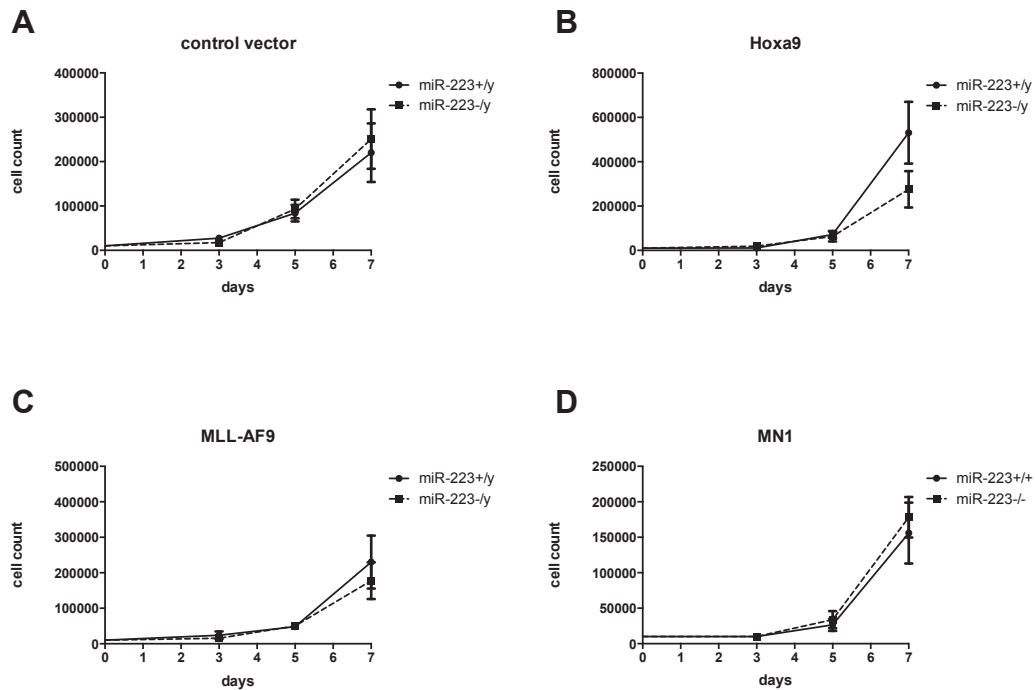 A
control vector
400000
300000
200000
100000
0
cell count
0 1 2 3 4 5 6 7
days
miR-223+/y
miR-223-/y
B
Hoxa9
800000
600000
400000
200000
0
cell count
0 1 2 3 4 5 6 7
days
miR-223+/y
miR-223-/y
C
MLL-AF9
500000
400000
300000
200000
100000
0
cell count
0 1 2 3 4 5 6 7
days
miR-223+/y
miR-223-/y
D
MN1
250000
200000
150000
100000
50000
0
cell count
0 1 2 3 4 5 6 7
days
miR-223+/+
miR-223-/-